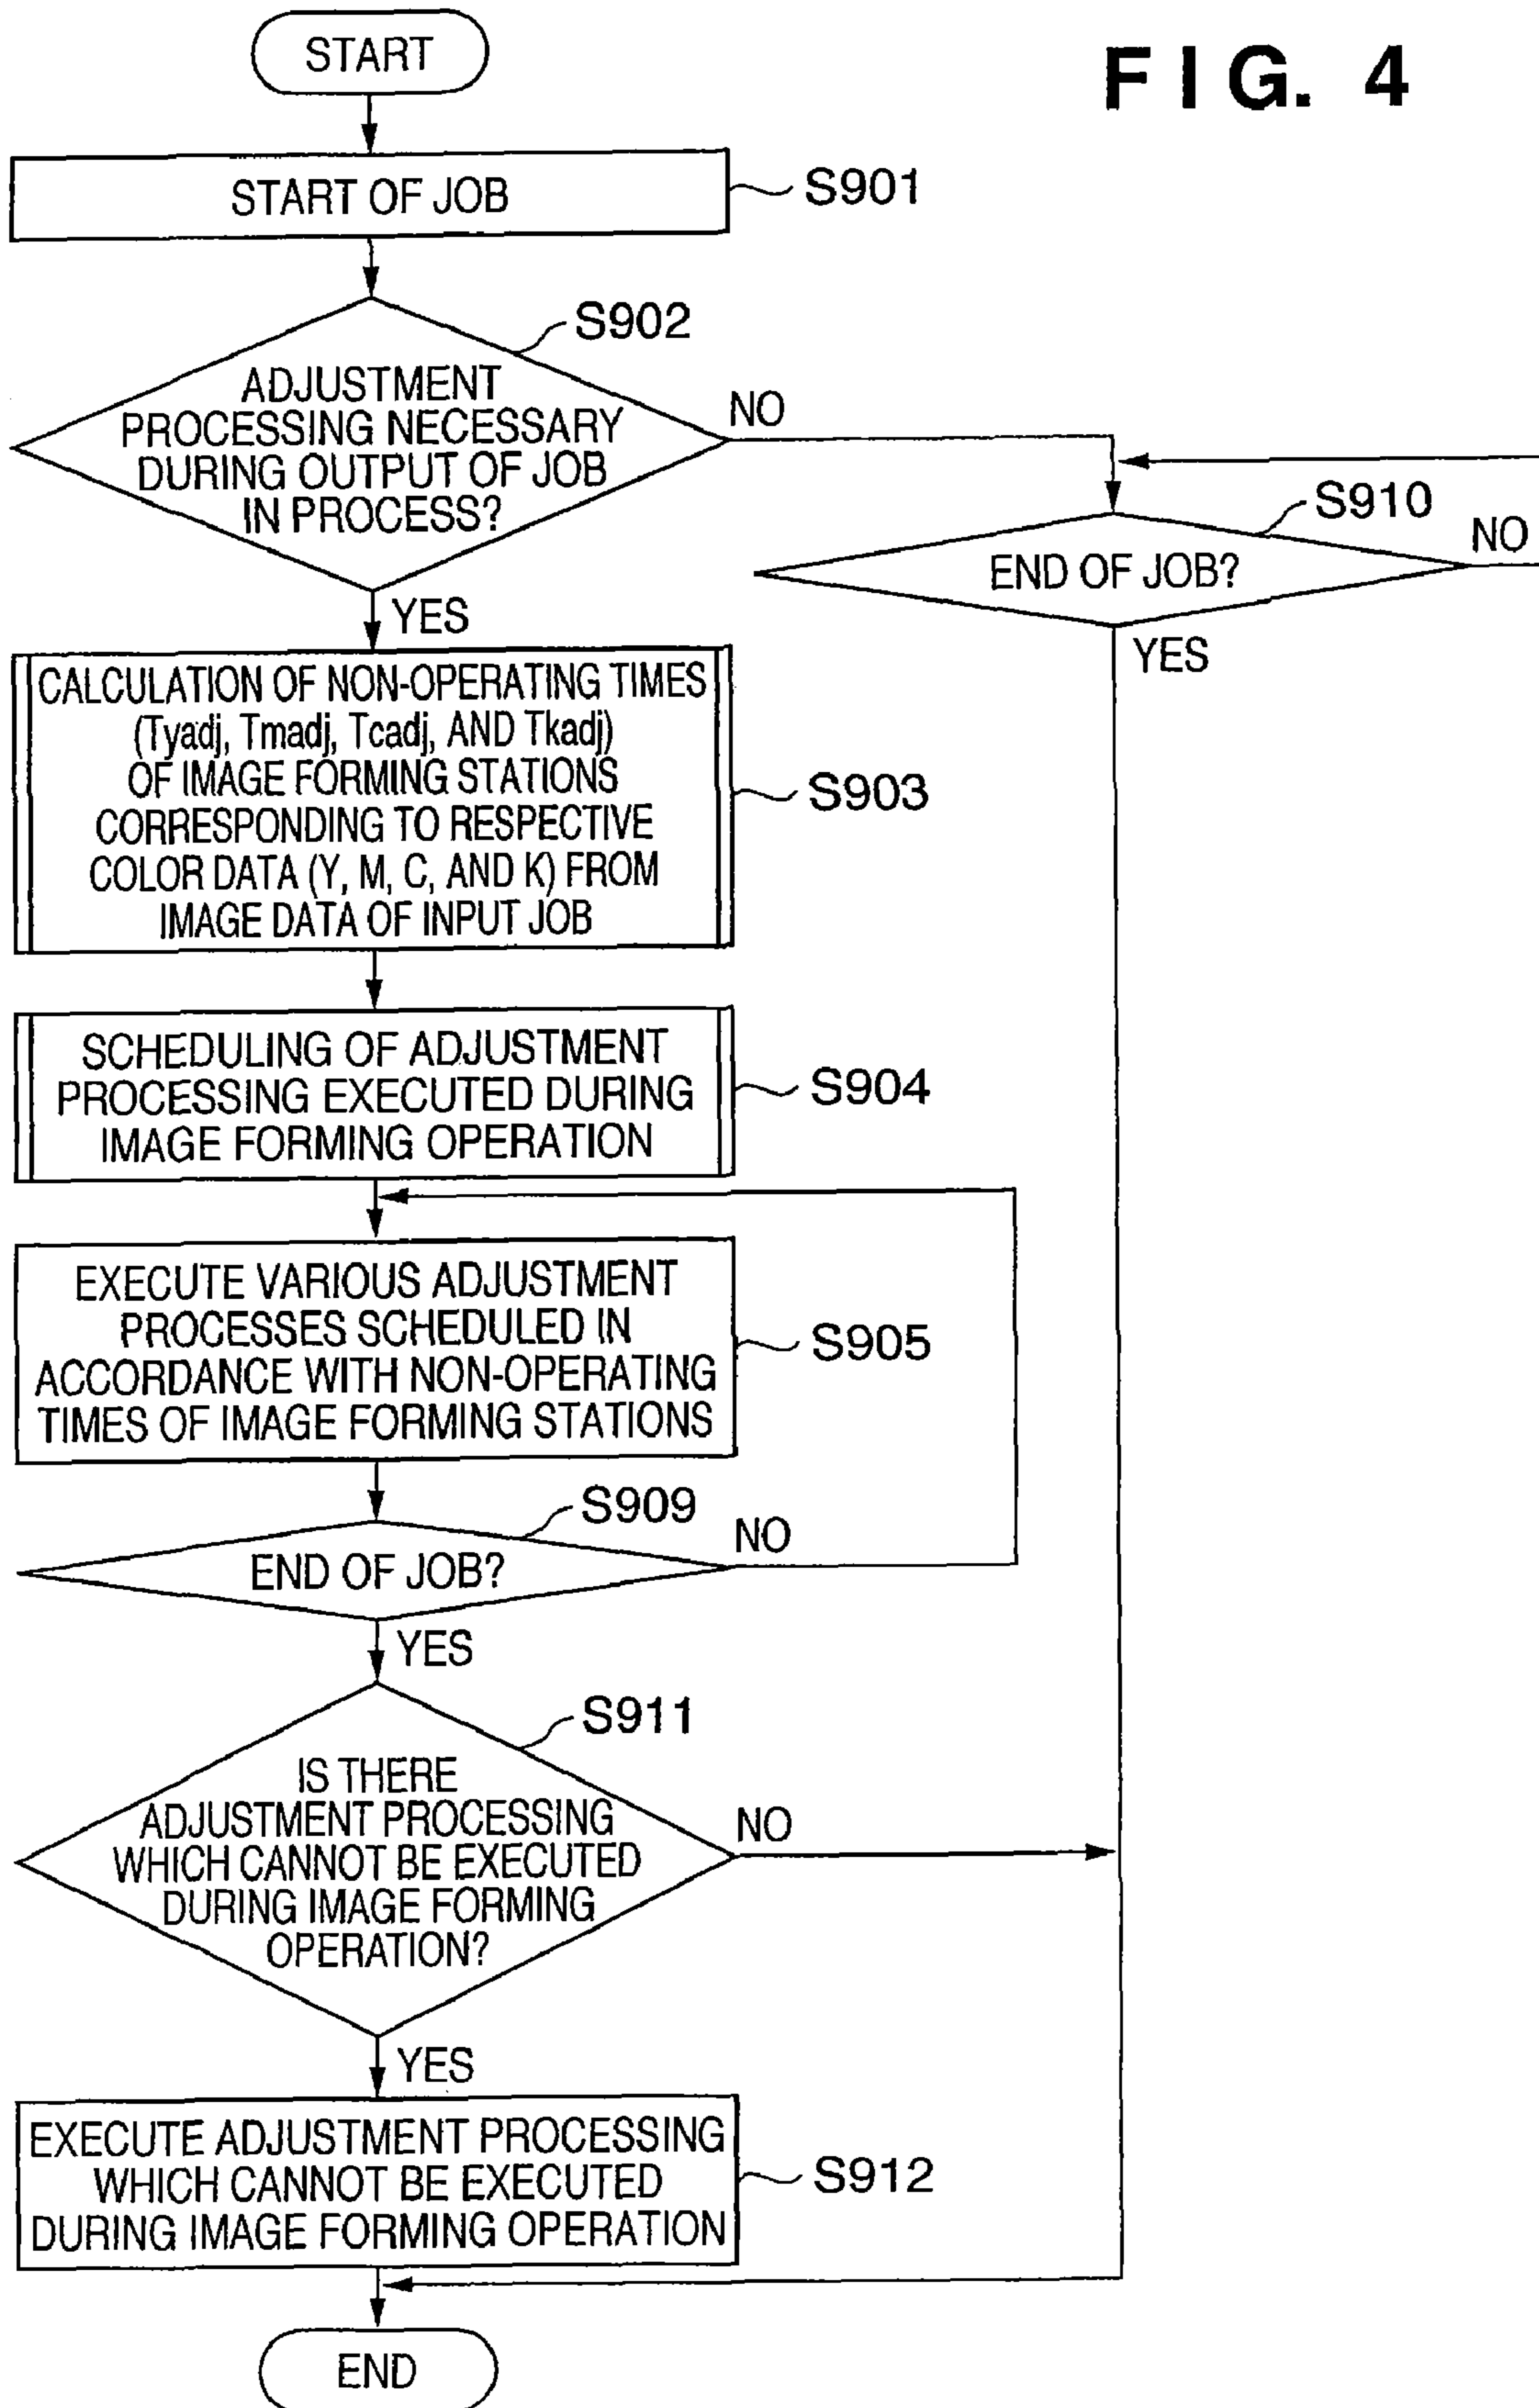 FIG. 4
START
START OF JOB
S901
S902
ADJUSTMENT
PROCESSING NECESSARY
DURING OUTPUT OF JOB
IN PROCESS?
NO
YES
S910
END OF JOB?
NO
YES
CALCULATION OF NON-OPERATING TIMES
(Tyadj, Tmadj, Tcadj, AND Tkadj)
OF IMAGE FORMING STATIONS
CORRESPONDING TO RESPECTIVE
COLOR DATA (Y, M, C, AND K) FROM
IMAGE DATA OF INPUT JOB
S903
SCHEDULING OF ADJUSTMENT
PROCESSING EXECUTED DURING
IMAGE FORMING OPERATION
S904
EXECUTE VARIOUS ADJUSTMENT
PROCESSES SCHEDULED IN
ACCORDANCE WITH NON-OPERATING
TIMES OF IMAGE FORMING STATIONS
S905
S909
END OF JOB?
NO
YES
S911
IS THERE
ADJUSTMENT PROCESSING
WHICH CANNOT BE EXECUTED
DURING IMAGE FORMING
OPERATION?
NO
YES
EXECUTE ADJUSTMENT PROCESSING
WHICH CANNOT BE EXECUTED
DURING IMAGE FORMING OPERATION
S912
END